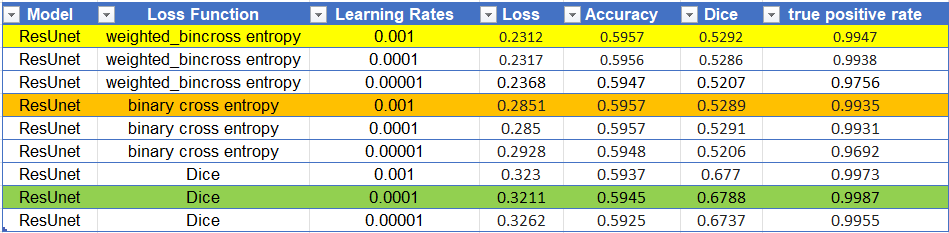 Model Loss Function Learning Rates Loss Accuracy Dice true positive rate
ResUnet weighted_bincross entropy 0.001 0.2312 0.5957 0.5292 0.9947
ResUnet weighted_bincross entropy 0.0001 0.2317 0.5956 0.5286 0.9938
ResUnet weighted_bincross entropy 0.00001 0.2368 0.5947 0.5207 0.9756
ResUnet binary cross entropy 0.001 0.2851 0.5957 0.5289 0.9935
ResUnet binary cross entropy 0.0001 0.285 0.5957 0.5291 0.9931
ResUnet binary cross entropy 0.00001 0.2928 0.5948 0.5206 0.9692
ResUnet Dice 0.001 0.323 0.5937 0.677 0.9973
ResUnet Dice 0.0001 0.3211 0.5945 0.6788 0.9987
ResUnet Dice 0.00001 0.3262 0.5925 0.6737 0.9955